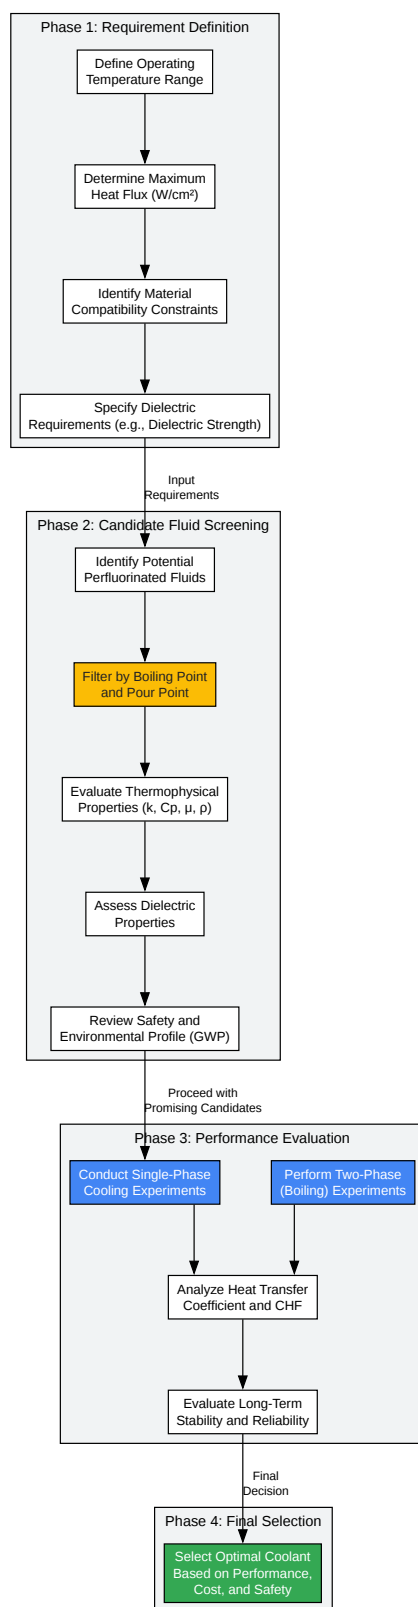 Phase 1: Requirement Definition
Define Operating
Temperature Range
Determine Maximum
Heat Flux (W/cm²)
Identify Material
Compatibility Constraints
Specify Dielectric
Requirements (e.g., Dielectric Strength)
Input
Requirements
Phase 2: Candidate Fluid Screening
Identify Potential
Perfluorinated Fluids
Filter by Boiling Point
and Pour Point
Evaluate Thermophysical
Properties (k, Cp, μ, ρ)
Assess Dielectric
Properties
Review Safety and
Environmental Profile (GWP)
Proceed with
Promising Candidates
Phase 3: Performance Evaluation
Conduct Single-Phase
Cooling Experiments
Perform Two-Phase
(Boiling) Experiments
Analyze Heat Transfer
Coefficient and CHF
Evaluate Long-Term
Stability and Reliability
Final
Decision
Phase 4: Final Selection
Select Optimal Coolant
Based on Performance,
Cost, and Safety